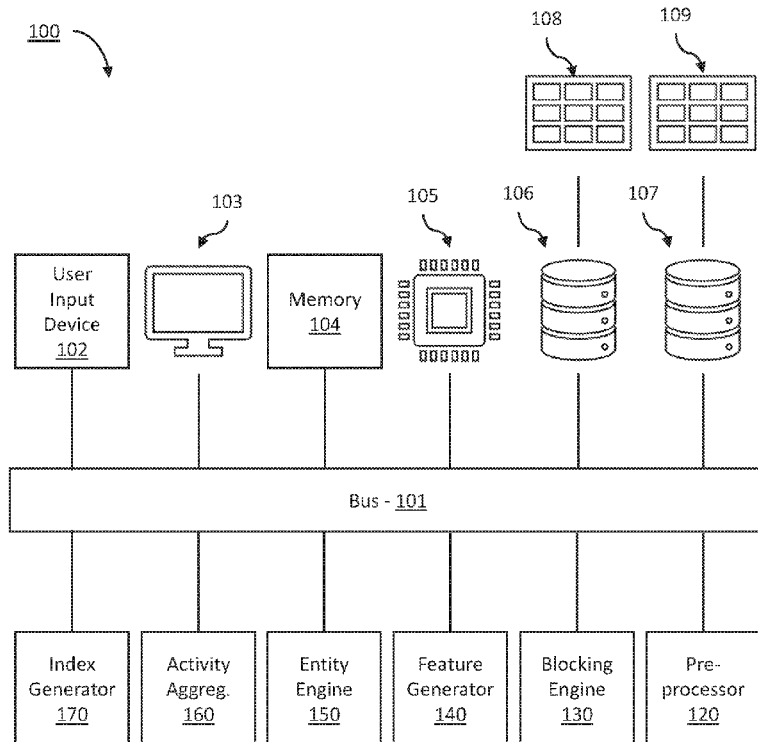 100
108
109
103
105
106
107
User
Input
Device
102
Memory
104
Bus - 101
Index
Generator
170
Activity
Aggreg.
160
Entity
Engine
150
Feature
Generator
140
Blocking
Engine
130
Pre-
processor
120